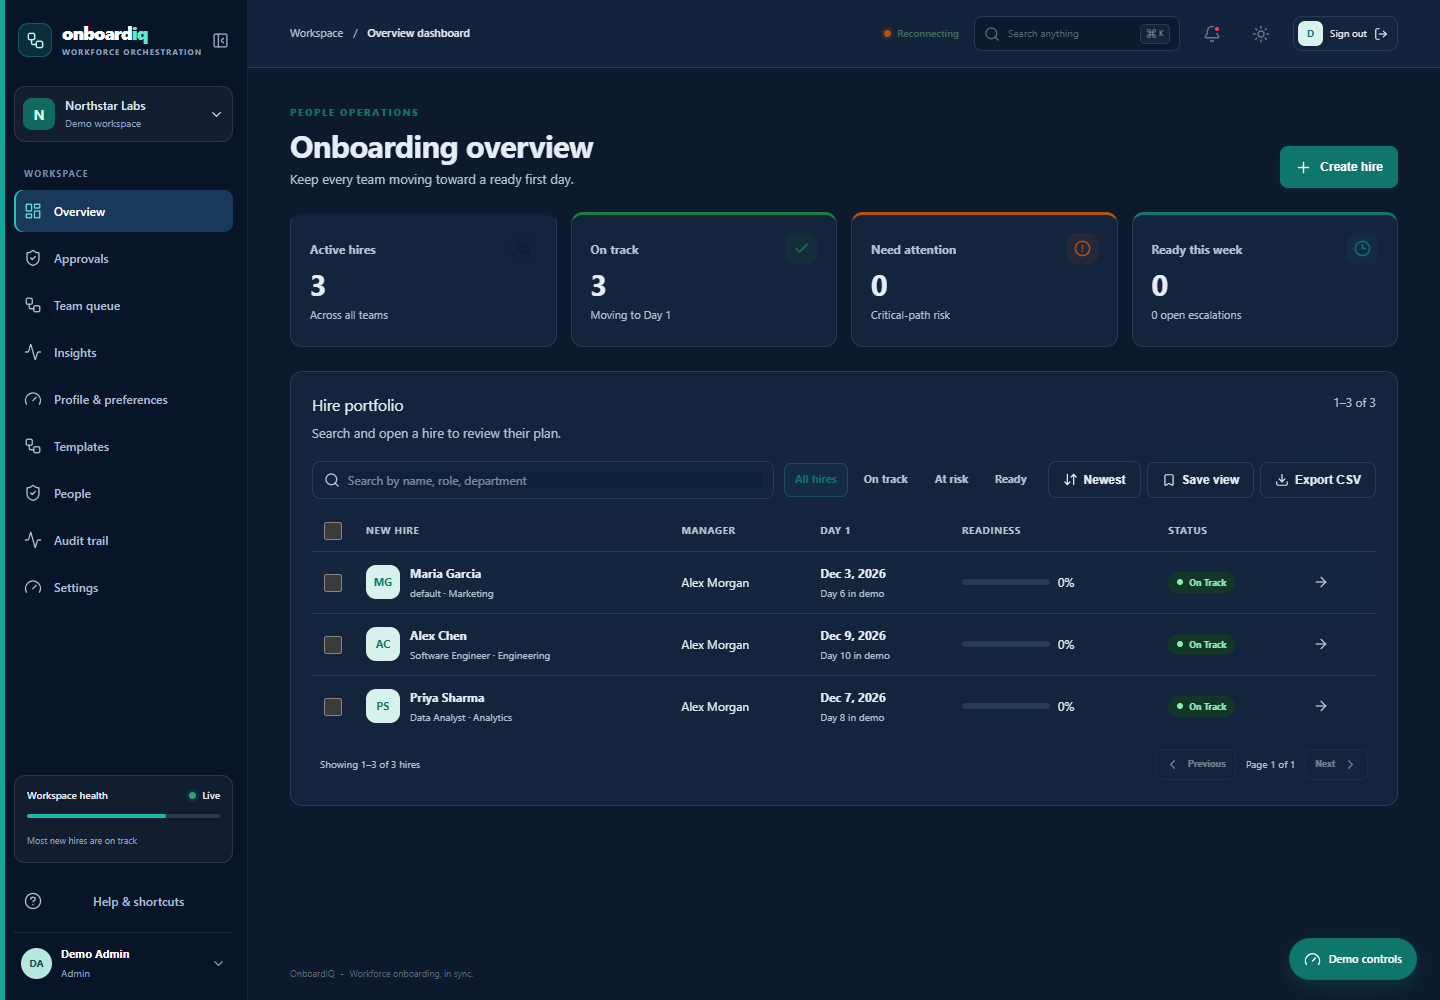 onboardiq
WORKFORCE ORCHESTRATION
N
Northstar Labs
Demo workspace
WORKSPACE
Overview
Approvals
Team queue
Insights
Profile & preferences
Templates
People
Audit trail
Settings
Workspace health
Live
Most new hires are on track
Help & shortcuts
DA
Demo Admin
Admin
Workspace / Overview dashboard
Reconnecting
Search anything
⌘ K
D
Sign out
PEOPLE OPERATIONS
Onboarding overview
Keep every team moving toward a ready first day.
Create hire
Active hires
3
Across all teams
On track
3
Moving to Day 1
Need attention
0
Critical-path risk
Ready this week
0
0 open escalations
Hire portfolio
1–3 of 3
Search and open a hire to review their plan.
Search by name, role, department
All hires
On track
At risk
Ready
Newest
Save view
Export CSV
NEW HIRE MANAGER DAY 1 READINESS STATUS
MG
Maria Garcia
default · Marketing
Alex Morgan
Dec 3, 2026
Day 6 in demo
0%
On Track
AC
Alex Chen
Software Engineer · Engineering
Alex Morgan
Dec 9, 2026
Day 10 in demo
0%
On Track
PS
Priya Sharma
Data Analyst · Analytics
Alex Morgan
Dec 7, 2026
Day 8 in demo
0%
On Track
Showing 1–3 of 3 hires
Previous
Page 1 of 1
Next
OnboardIQ · Workforce onboarding, in sync.
Demo controls